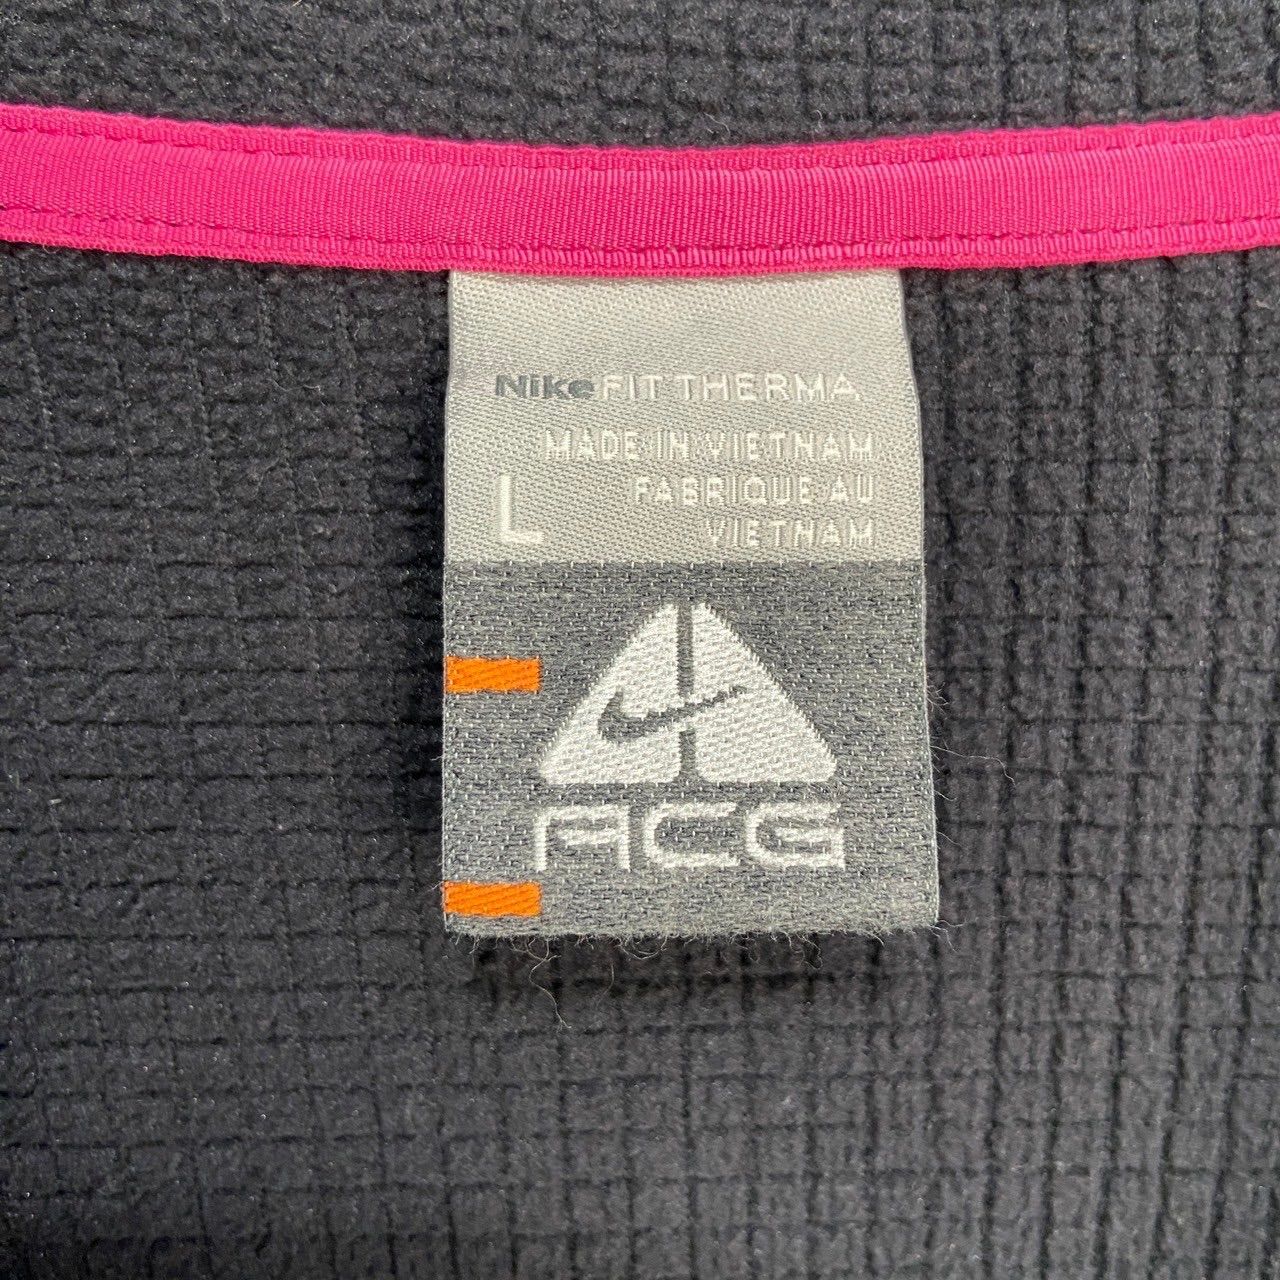 NikeFIT THERMA
MADE IN VIETNAM
L FABRIQUE AU
VIETNAM
ACG